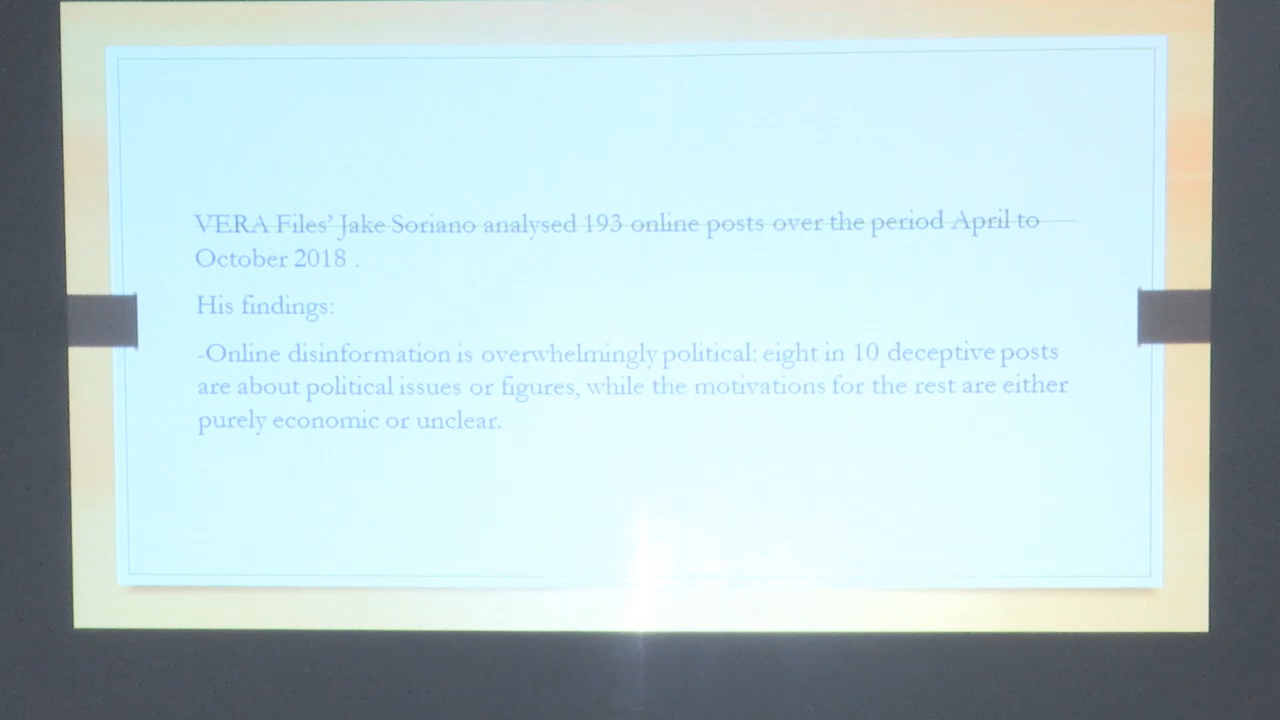 VERA Files’ Jake Soriano analysed 193 online posts over the period April to
October 2018 .
His findings:
-Online disinformation is overwhelmingly political: eight in 10 deceptive posts
are about political issues or figures, while the motivations for the rest are either
purely economic or unclear.